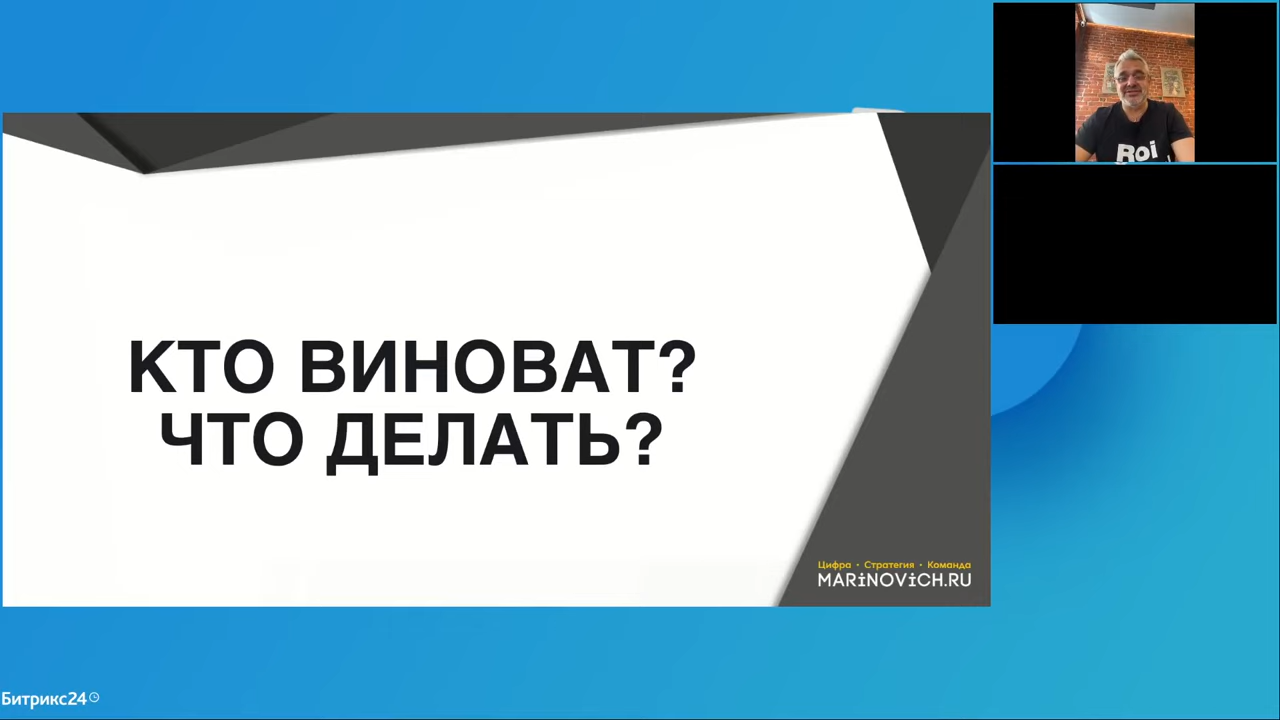 КТО ВИНОВАТ?
ЧТО ДЕЛАТЬ?
Цифра • Стратегия • Команда
MARiNOViCH.RU
Roi
Битрикс24